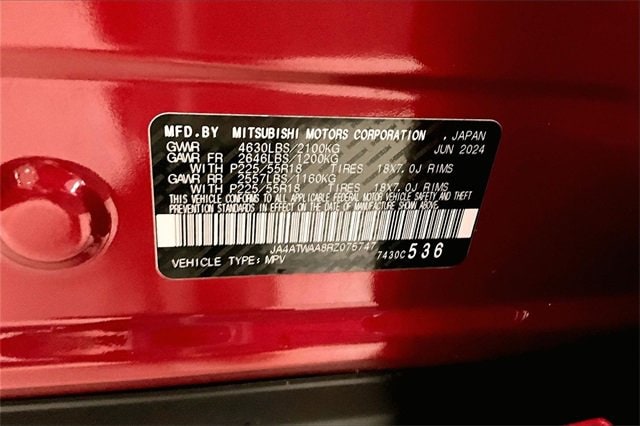 MFD.BY MITSUBISHI MOTORS CORPORATION , JAPAN
GVWR 4630LBS/2100KG JUN 2024
GAWR FR 2646LBS/1200KG
WITH P225/55R18 TIRES 18X7.0J RIMS
GAWR RR 2557LBS/1160KG
WITH P225/55R18 TIRES 18X7.0J RIMS
THIS VEHICLE CONFORMS TO ALL APPLICABLE FEDERAL MOTOR VEHICLE SAFETY AND THEFT
PREVENTION STANDARDS IN EFFECT ON THE DATE OF MANUFACTURE SHOWN ABOVE.
JA4ATWAA8RZ076747
VEHICLE TYPE: MPV 7430C 536